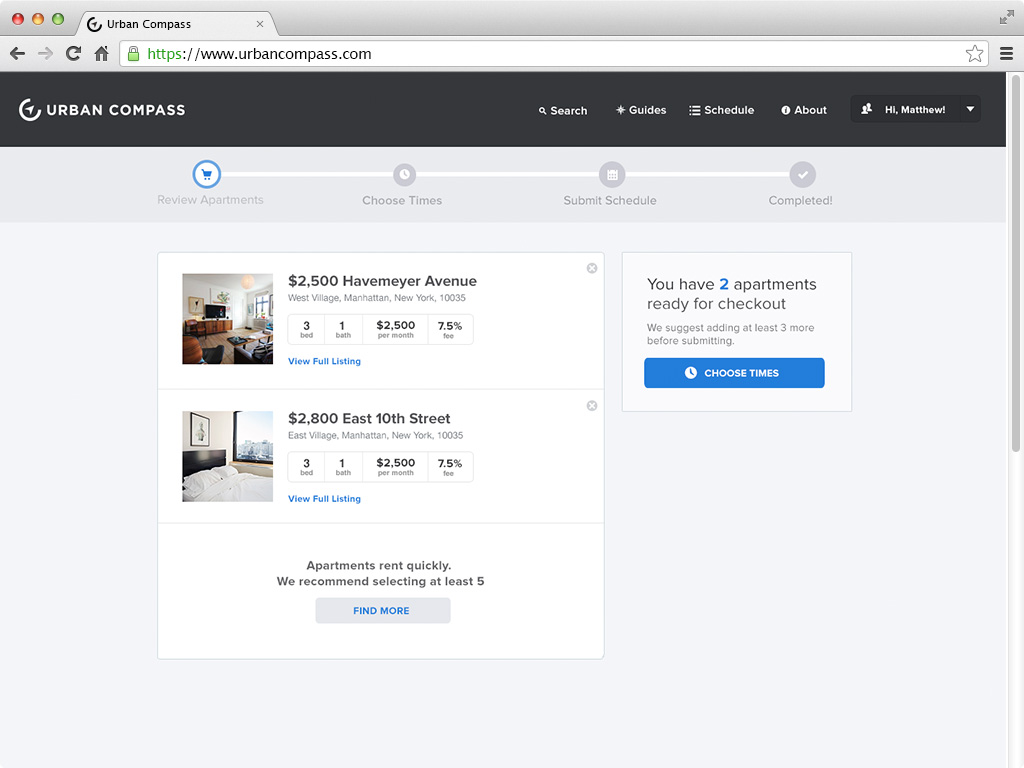 Urban Compass
https://www.urbancompass.com
URBAN COMPASS
Search
Guides
Schedule
About
Hi, Matthew!
Review Apartments
Choose Times
Submit Schedule
Completed!
$2,500 Havemeyer Avenue
West Village, Manhattan, New York, 10035
3 1 $2,500 7.5%
bed bath per month fee
View Full Listing
$2,800 East 10th Street
East Village, Manhattan, New York, 10035
3 1 $2,500 7.5%
bed bath per month fee
View Full Listing
Apartments rent quickly.
We recommend selecting at least 5
FIND MORE
You have 2 apartments
ready for checkout
We suggest adding at least 3 more
before submitting.
CHOOSE TIMES